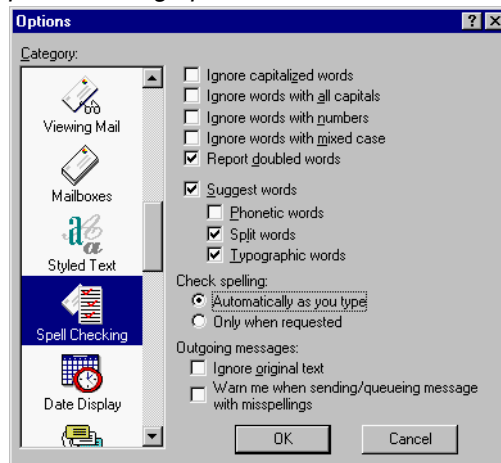 Options
Category:
Viewing Mail
Mailboxes
Styled Text
Spell Checking
Date Display
Ignore capitalized words
Ignore words with all capitals
Ignore words with numbers
Ignore words with mixed case
Report doubled words
Suggest words
Phonetic words
Split words
Typographic words
Check spelling:
Automatically as you type
Only when requested
Outgoing messages:
Ignore original text
Warn me when sending/queueing message
with misspellings
OK
Cancel